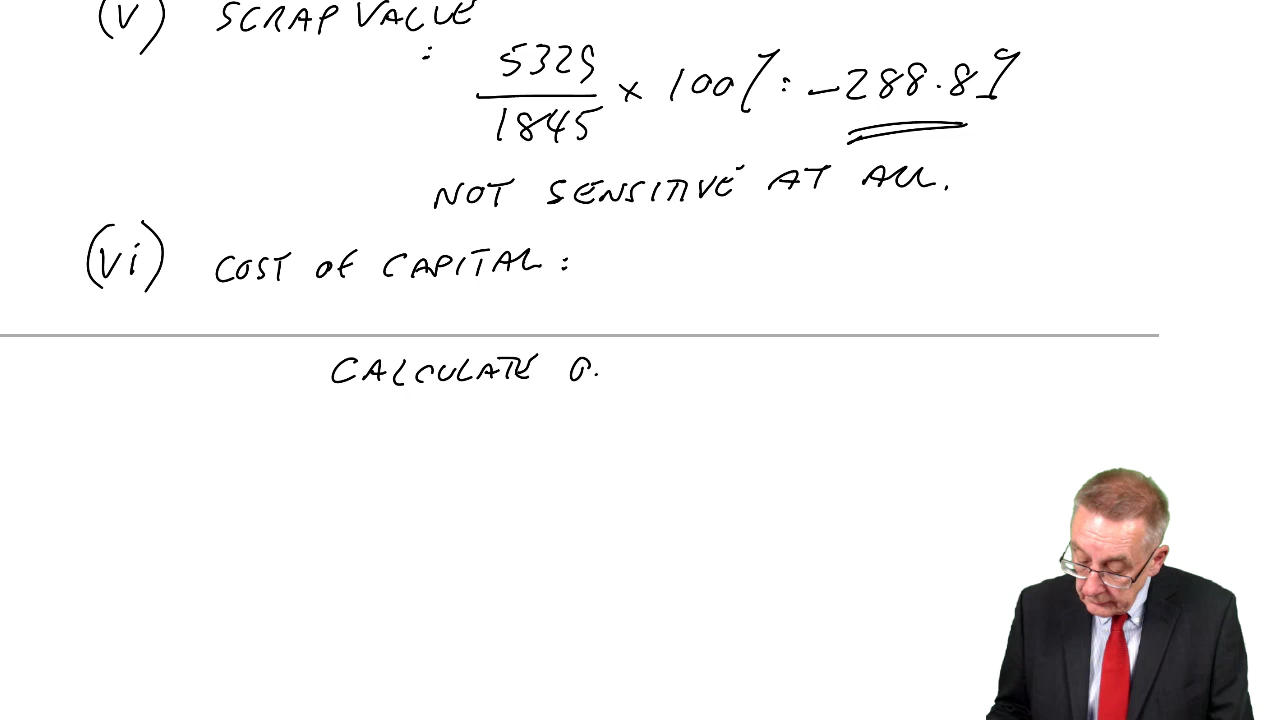 (v) SCRAP VALUE
: 5329 / 1845 × 100% : -288.8%
NOT SENSITIVE AT ALL.
(vi) COST OF CAPITAL :
CALCULATE